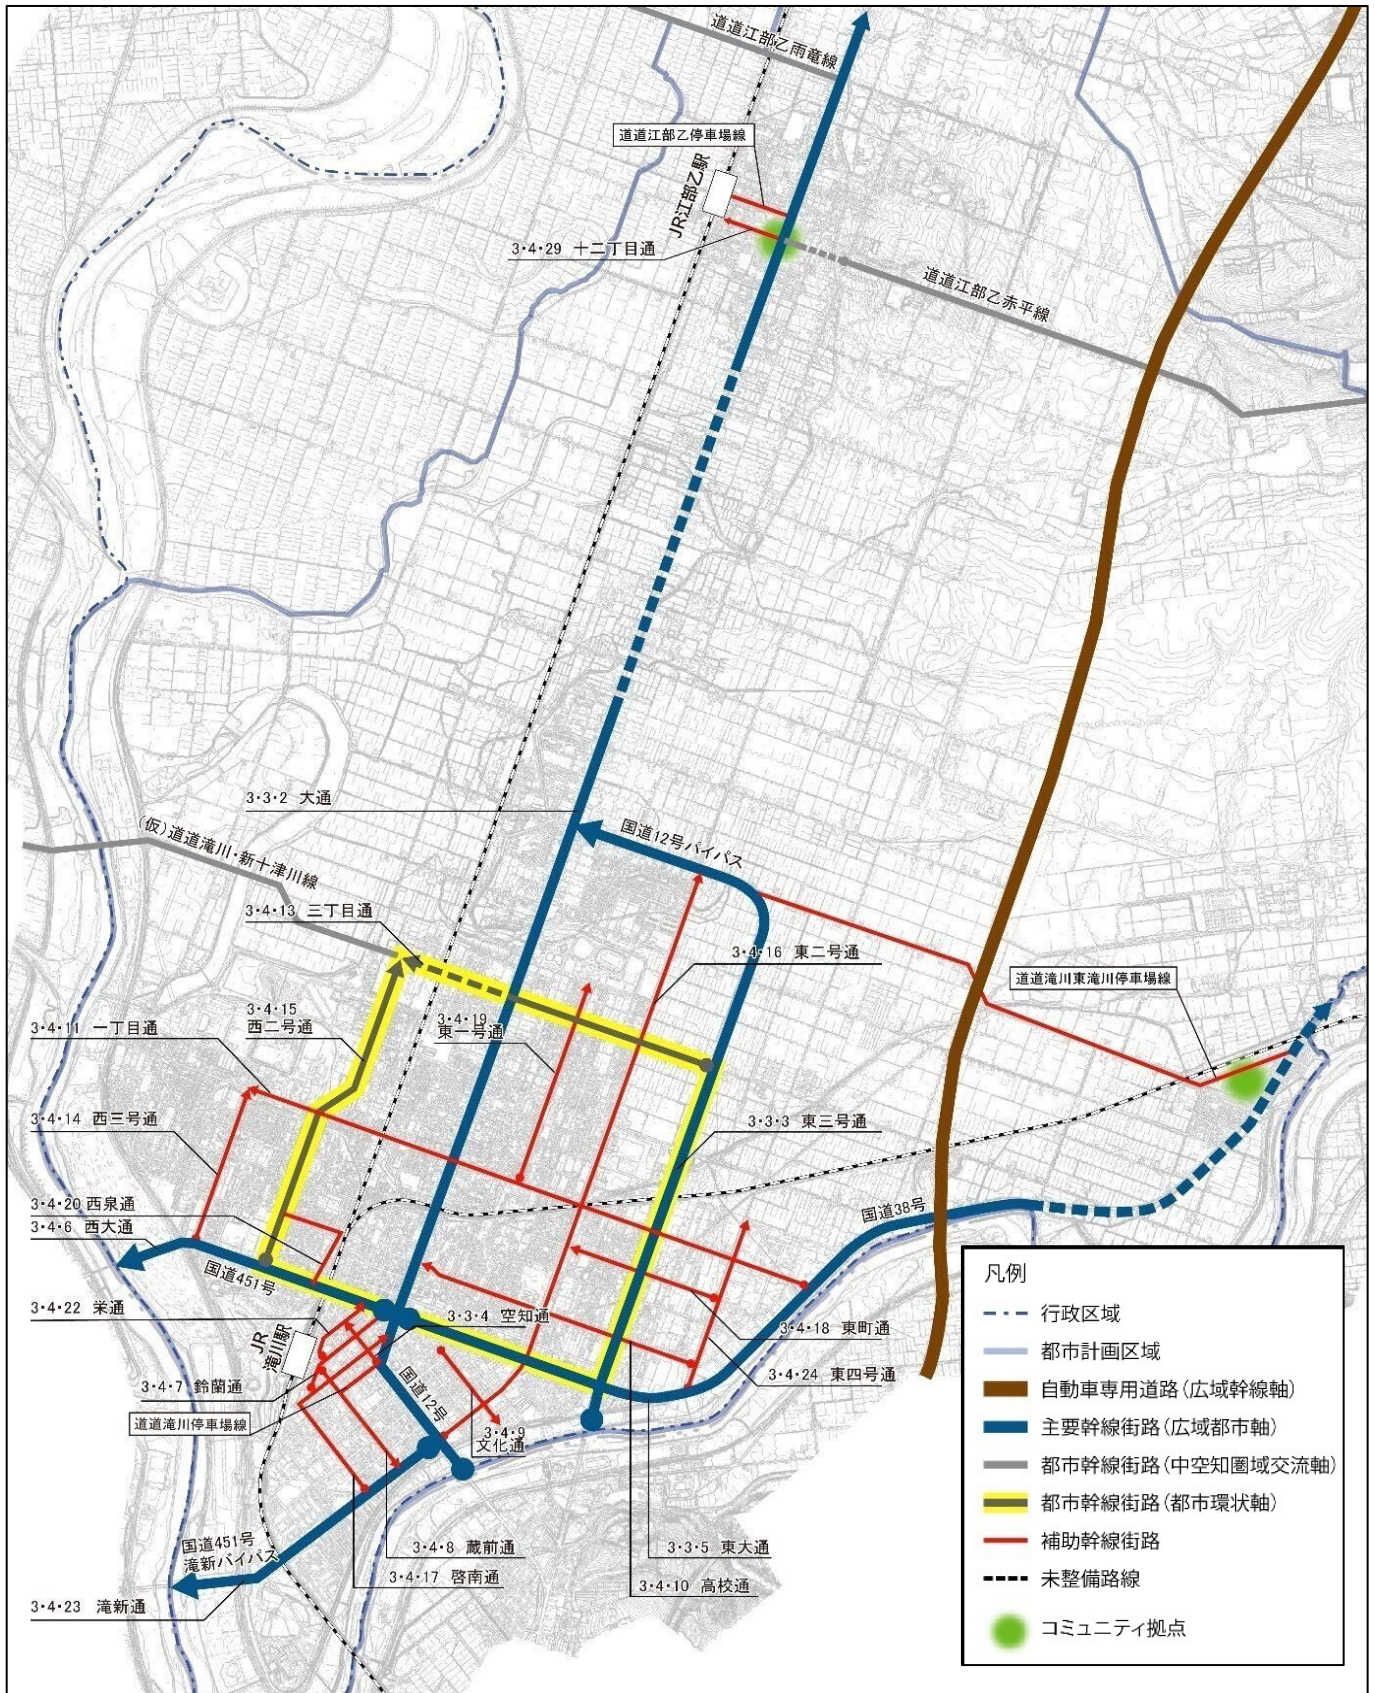 道道江部乙雨竜線
道道江部乙停車場線
JR江部乙駅
3・4・29 十二丁目通
道道江部乙赤平線
3・3・2 大通
国道12号バイパス
(仮)道道滝川・新十津川線
3・4・13 三丁目通
3・4・16 東二号通
道道滝川東滝川停車場線
3・4・15
西二号通
3・4・19
東一号通
3・4・11 一丁目通
3・4・14 西三号通
3・3・3 東三号通
3・4・20 西泉通
3・4・6 西大通
国道38号
国道451号
3・4・22 栄通
3・3・4 空知通
JR
滝川駅
3・4・18 東町通
3・4・7 鈴蘭通
国道12号
3・4・24 東四号通
道道滝川停車場線
3・4・9
文化通
国道451号
滝新バイパス
3・4・8 蔵前通
3・3・5 東大通
3・4・17 啓南通
3・4・10 高校通
3・4・23 滝新通
凡例
行政区域
都市計画区域
自動車専用道路(広域幹線軸)
主要幹線街路(広域都市軸)
都市幹線街路(中空知圏域交流軸)
都市幹線街路(都市環状軸)
補助幹線街路
未整備路線
コミュニティ拠点